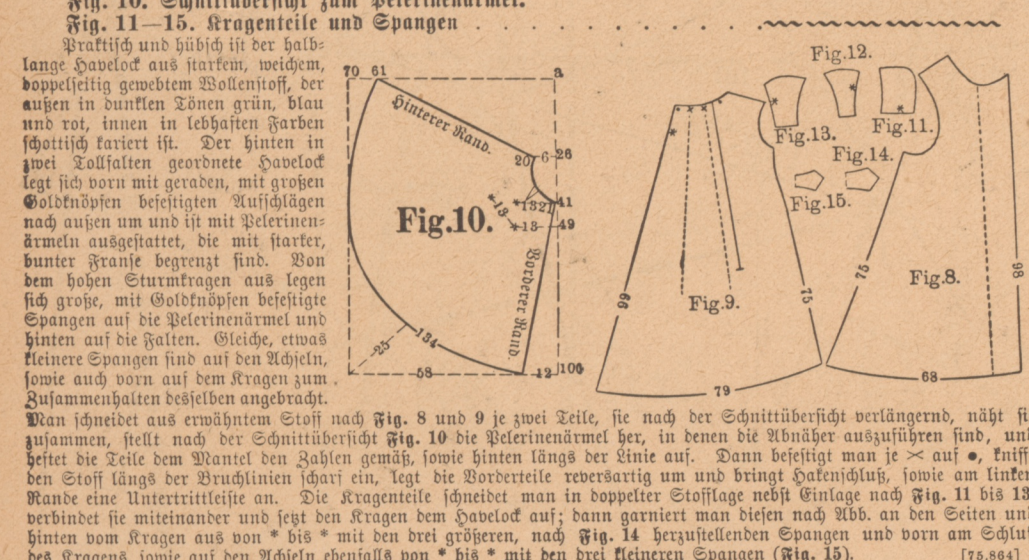 Fig. 10. Schnittübersicht zum Pelerinenärmel.
Fig. 11—15. Kragenteile und Spangen
Praktisch und hübsch ist der halb-
lange Havelock aus starkem, weichem,
doppelseitig gewebtem Wollenstoff, der
außen in dunklen Tönen grün, blau
und rot, innen in lebhaften Farben
schottisch kariert ist. Der hinten in
zwei Tollfalten geordnete Havelock
legt sich vorn mit geraden, mit großen
Goldknöpfen befestigten Aufschlägen
nach außen um und ist mit Pelerinen-
ärmeln ausgestattet, die mit starker,
bunter Franse begrenzt sind. Von
dem hohen Sturmkragen aus legen
sich große, mit Goldknöpfen befestigte
Spangen auf die Pelerinenärmel und
hinten auf die Falten. Gleiche, etwas
kleinere Spangen sind auf den Achseln,
sowie auch vorn auf dem Kragen zum
Zusammenhalten desselben angebracht.
70 61 a
Hinterer Rand.
20 6-26
*1321 41
*13
*13-49
Fig.10.
Vorderer Rand.
134
25
58
12 106
Fig.12.
Fig.13.
Fig.11.
Fig.14.
Fig.15.
99
Fig.9.
75
79
75
Fig.8.
98
68
Man schneidet aus erwähntem Stoff nach Fig. 8 und 9 je zwei Teile, sie nach der Schnittübersicht verlängernd, näht si
zusammen, stellt nach der Schnittübersicht Fig. 10 die Pelerinenärmel her, in denen die Abnäher auszuführen sind, un
heftet die Teile dem Mantel den Zahlen gemäß, sowie hinten längs der Linie auf. Dann befestigt man je × auf ●, kniff
den Stoff längs der Bruchlinien scharf ein, legt die Vorderteile reversartig um und bringt Hakenschluß, sowie am linke
Rande eine Untertrittleiste an. Die Kragenteile schneidet man in doppelter Stofflage nebst Einlage nach Fig. 11 bis 13
verbindet sie miteinander und setzt den Kragen dem Havelock auf; dann garniert man diesen nach Abb. an den Seiten un
hinten vom Kragen aus von * bis * mit den drei größeren, nach Fig. 14 herzustellenden Spangen und vorn am Schlu
des Kragens, sowie auf den Achseln ebenfalls von * bis * mit den drei kleineren Spangen (Fig. 15). [75,864]